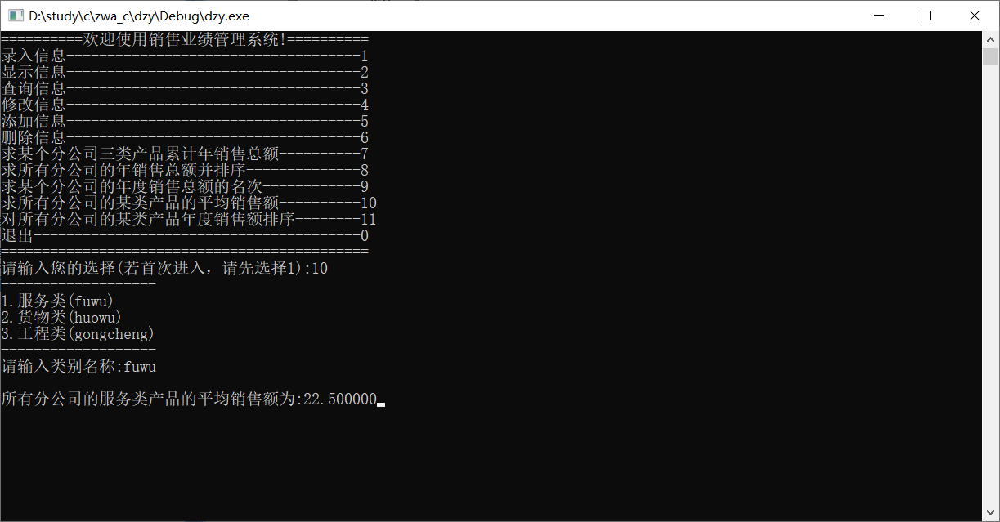 D:\study\c\zwa_c\dzy\Debug\dzy.exe
==========欢迎使用销售业绩管理系统!==========
录入信息------------------------------------1
显示信息------------------------------------2
查询信息------------------------------------3
修改信息------------------------------------4
添加信息------------------------------------5
删除信息------------------------------------6
求某个分公司三类产品累计年销售总额----------7
求所有分公司的年销售总额并排序--------------8
求某个分公司的年度销售总额的名次------------9
求所有分公司的某类产品的平均销售额----------10
对所有分公司的某类产品年度销售额排序--------11
退出----------------------------------------0
=============================================
请输入您的选择(若首次进入，请先选择1):10
-------------------
1.服务类(fuwu)
2.货物类(huowu)
3.工程类(gongcheng)
-------------------
请输入类别名称:fuwu
所有分公司的服务类产品的平均销售额为:22.500000